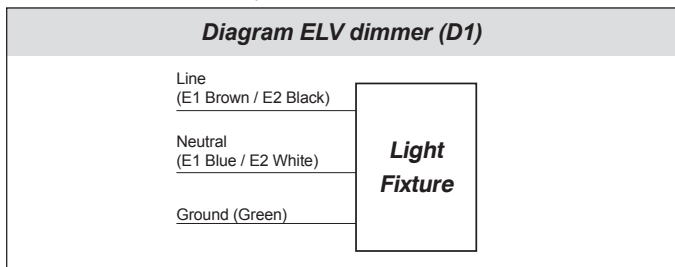 Diagram ELV dimmer (D1)
Line
(E1 Brown / E2 Black)
Neutral
(E1 Blue / E2 White)
Ground (Green)
Light
Fixture